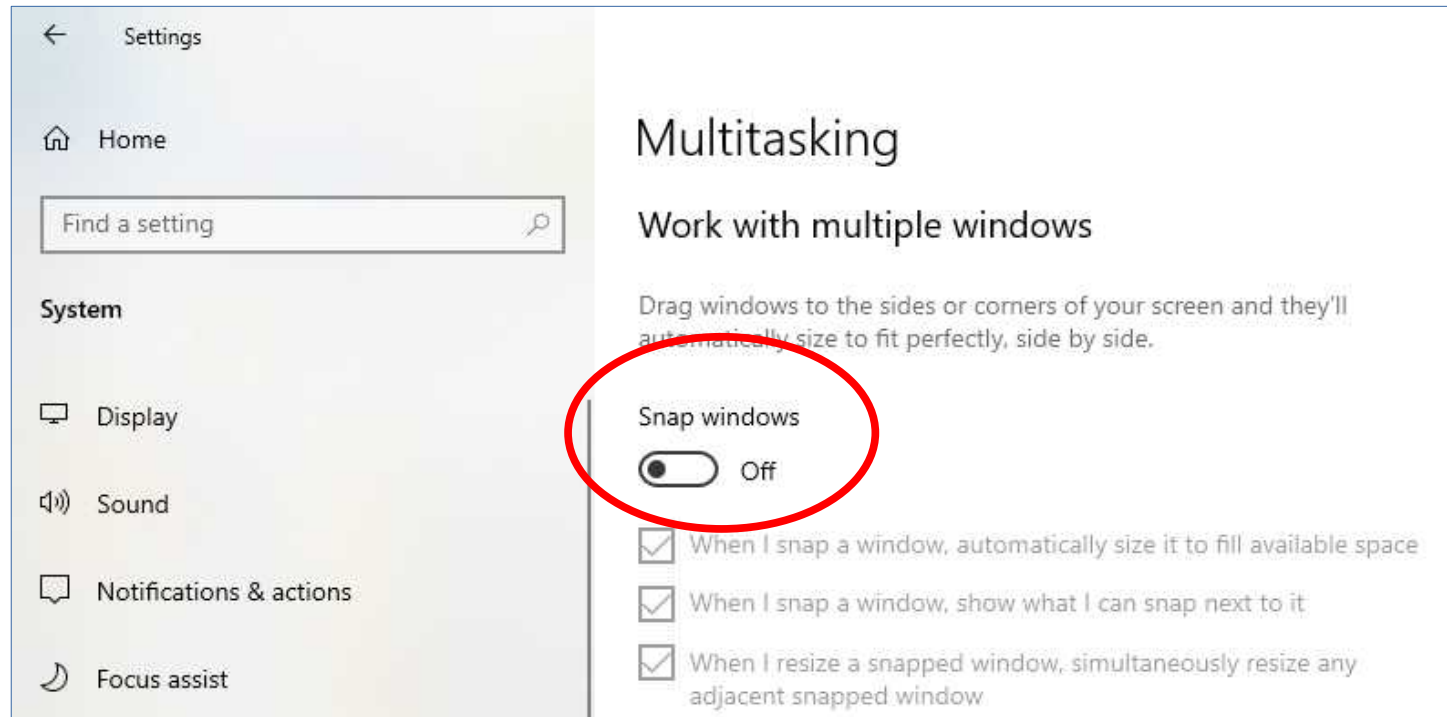 Settings
Home
Find a setting
System
Display
Sound
Notifications & actions
Focus assist
Multitasking
Work with multiple windows
Drag windows to the sides or corners of your screen and they'll
automatically size to fit perfectly, side by side.
Snap windows
Off
When I snap a window, automatically size it to fill available space
When I snap a window, show what I can snap next to it
When I resize a snapped window, simultaneously resize any
adjacent snapped window